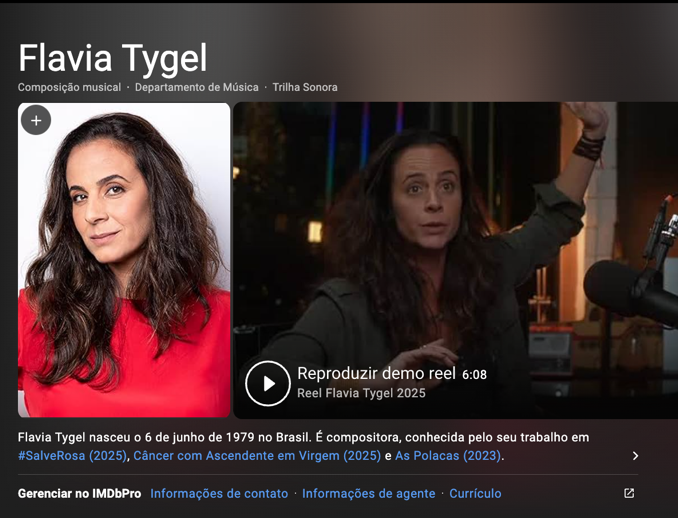 Flavia Tygel
Composição musical · Departamento de Música · Trilha Sonora
Reproduzir demo reel 6:08
Reel Flavia Tygel 2025
Flavia Tygel nasceu o 6 de junho de 1979 no Brasil. É compositora, conhecida pelo seu trabalho em
#SalveRosa (2025), Câncer com Ascendente em Virgem (2025) e As Polacas (2023).
Gerenciar no IMDbPro Informações de contato · Informações de agente · Currículo